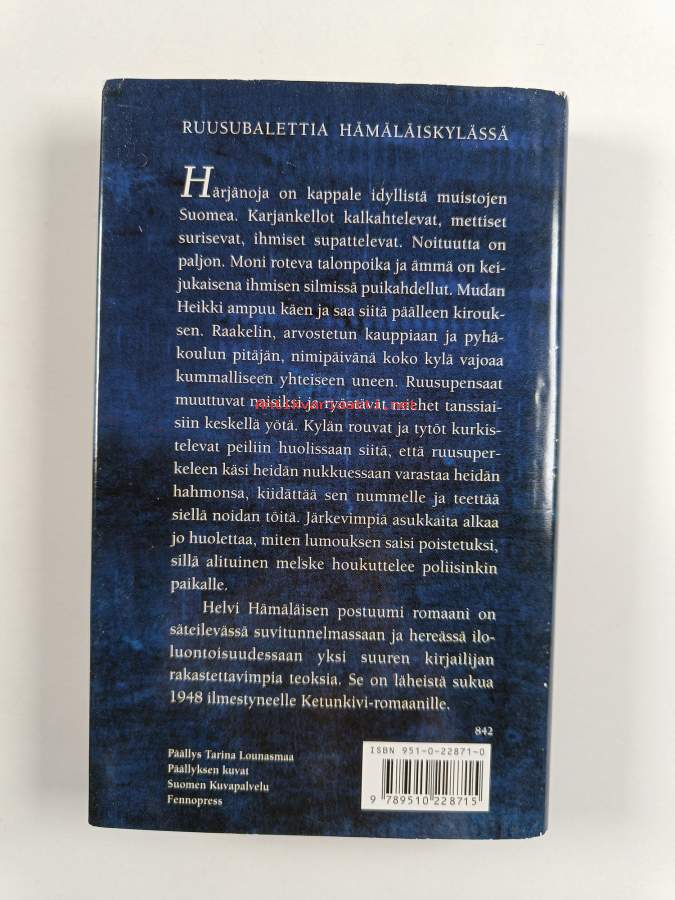 RUUSUBALETTIA HÄMÄLÄISKYLÄSSÄ
Härjänoja on kappale idyllistä muistojen
Suomea. Karjankellot kalkahtelevat, mettiset
surisevat, ihmiset supattelevat. Noituutta on
paljon. Moni roteva talonpoika ja ämmä on kei-
jukaisena ihmisen silmissä puikahdellut. Mudan
Heikki ampuu käen ja saa siitä päälleen kirouk-
sen. Raakelin, arvostetun kauppiaan ja pyhä-
koulun pitäjän, nimipäivänä koko kylä vajoaa
kummalliseen yhteiseen uneen. Ruusupensaat
muuttuvat naisiksi ja ryöstävät miehet tanssiai-
siin keskellä yötä. Kylän rouvat ja tytöt kurkis-
televat peiliin huolissaan siitä, että ruusuper-
keleen käsi heidän nukkuessaan varastaa heidän
hahmonsa, kiidättää sen nummelle ja teettää
siellä noidan töitä. Järkevimpiä asukkaita alkaa
jo huolettaa, miten lumouksen saisi poistetuksi,
sillä alituinen melske houkuttelee poliisinkin
paikalle.
Helvi Hämäläisen postuumi romaani on
säteilevässä suvitunnelmassaan ja hereässä ilo-
luontoisuudessaan yksi suuren kirjailijan
rakastettavimpia teoksia. Se on läheistä sukua
1948 ilmestyneelle Ketunkivi-romaanille.
842
Päällys Tarina Lounasmaa
Päällyksen kuvat
Suomen Kuvapalvelu
Fennopress
ISBN 951-0-22871-0
9 789510 228715